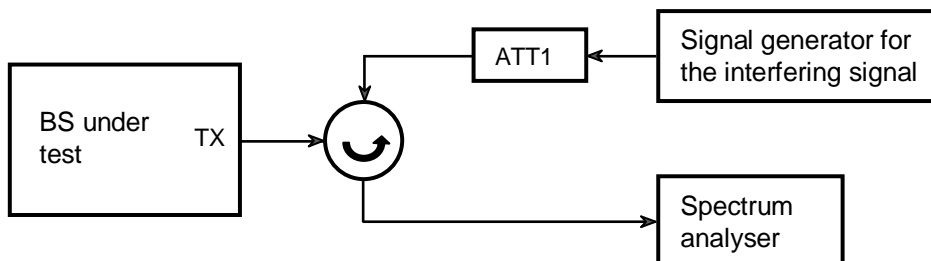 BS under
test
TX
ATT1
Signal generator for
the interfering signal
Spectrum
analyser